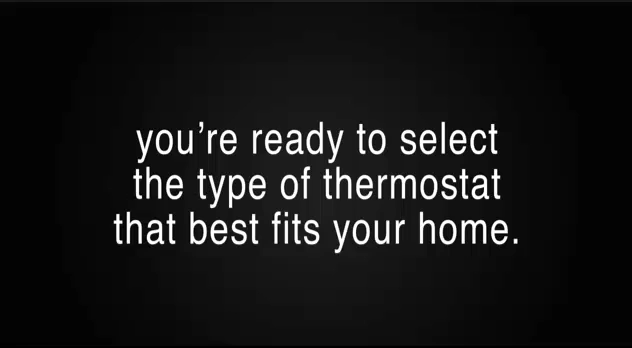 you’re ready to select
the type of thermostat
that best fits your home.